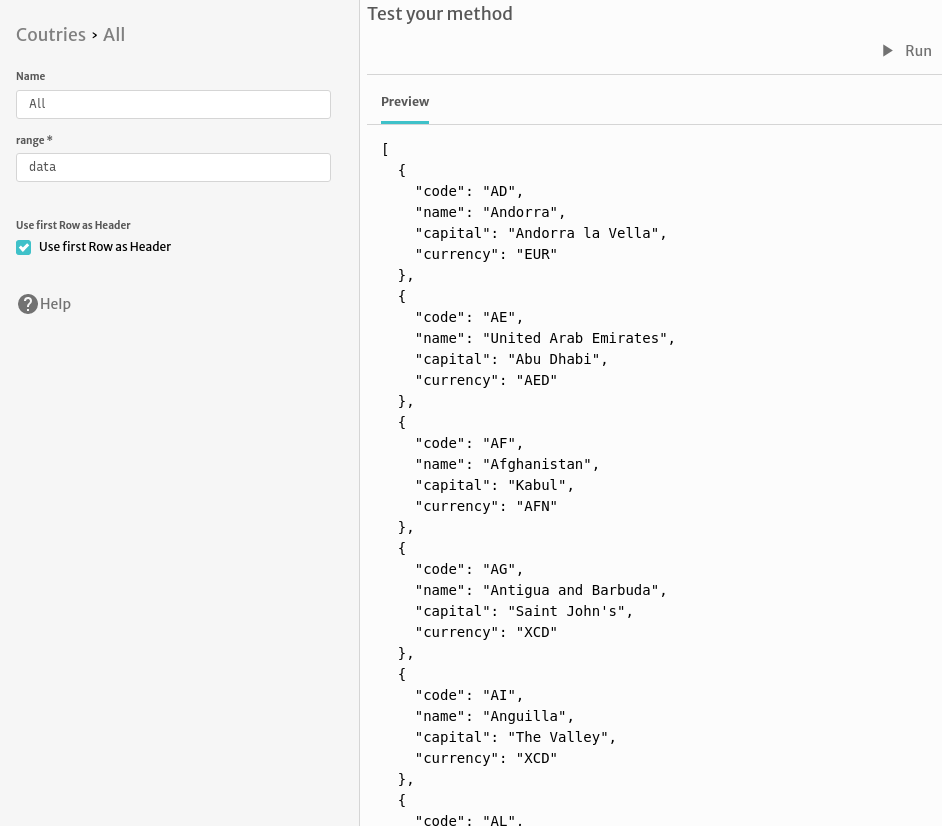 Coutries › All
Name
All
range *
data
Use first Row as Header
Use first Row as Header
Help
Test your method
Run
Preview
[
  {
    "code": "AD",
    "name": "Andorra",
    "capital": "Andorra la Vella",
    "currency": "EUR"
  },
  {
    "code": "AE",
    "name": "United Arab Emirates",
    "capital": "Abu Dhabi",
    "currency": "AED"
  },
  {
    "code": "AF",
    "name": "Afghanistan",
    "capital": "Kabul",
    "currency": "AFN"
  },
  {
    "code": "AG",
    "name": "Antigua and Barbuda",
    "capital": "Saint John's",
    "currency": "XCD"
  },
  {
    "code": "AI",
    "name": "Anguilla",
    "capital": "The Valley",
    "currency": "XCD"
  },
  {
    "code": "AL",